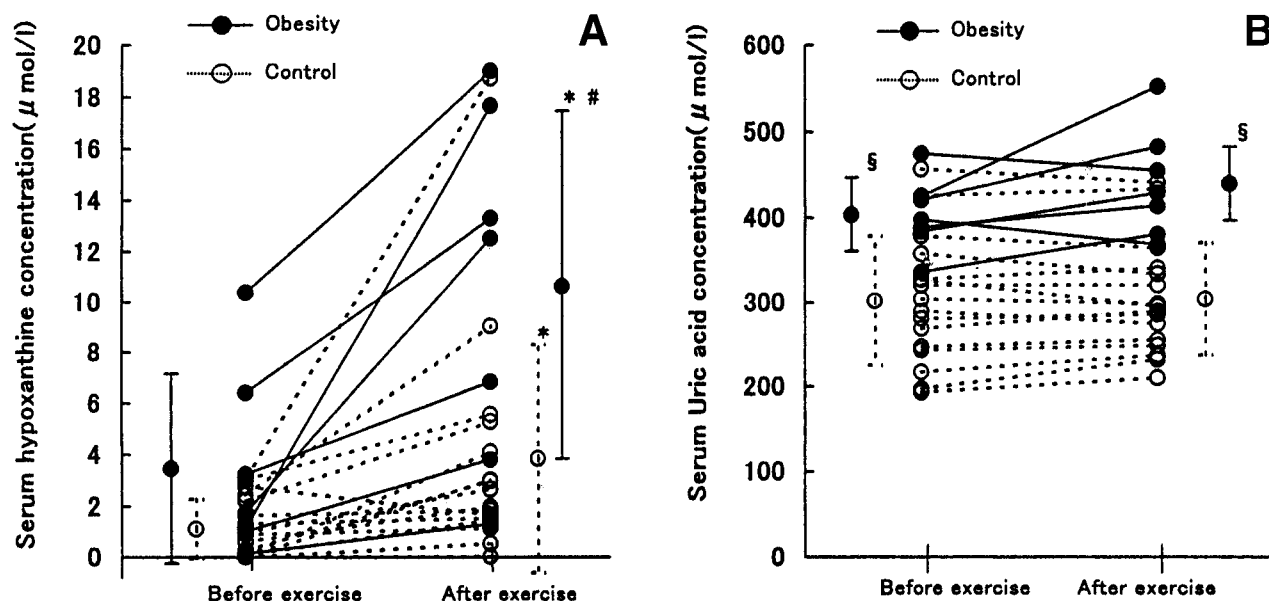 A
Obesity
Control
Serum hypoxanthine concentration( μ mol/l)
20
18
16
14
12
10
8
6
4
2
0
* #
*
Before exercise
After exercise
B
Obesity
Control
Serum Uric acid concentration( μ mol/l)
600
500
400
300
200
100
0
§
§
Before exercise
After exercise